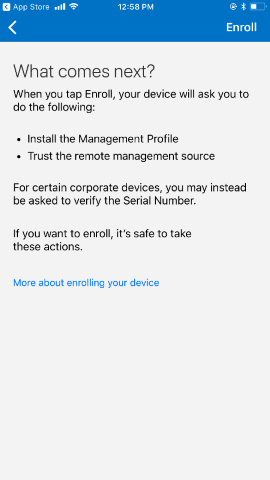 App Store 12:58 PM
Enroll
What comes next?
When you tap Enroll, your device will ask you to
do the following:
• Install the Management Profile
• Trust the remote management source
For certain corporate devices, you may instead
be asked to verify the Serial Number.
If you want to enroll, it's safe to take
these actions.
More about enrolling your device